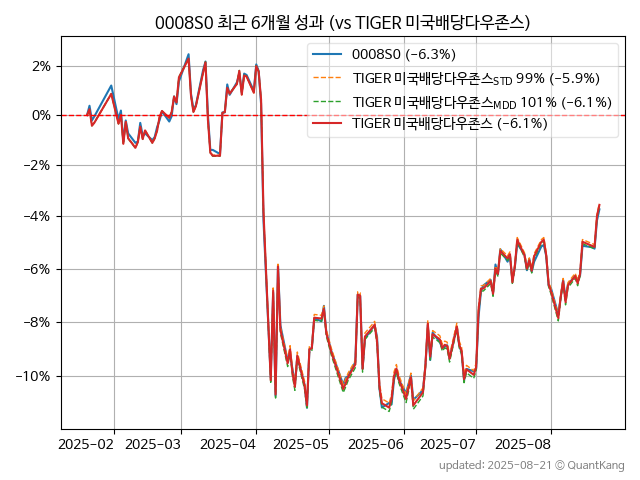 0008S0 최근 6개월 성과 (vs TIGER 미국배당다우존스)
0008S0 (−6.3%)
TIGER 미국배당다우존스STD 99% (−5.9%)
TIGER 미국배당다우존스MDD 101% (−6.1%)
TIGER 미국배당다우존스 (−6.1%)
2%
0%
−2%
−4%
−6%
−8%
−10%
2025-02 2025-03 2025-04 2025-05 2025-06 2025-07 2025-08
updated: 2025-08-21 © QuantKang